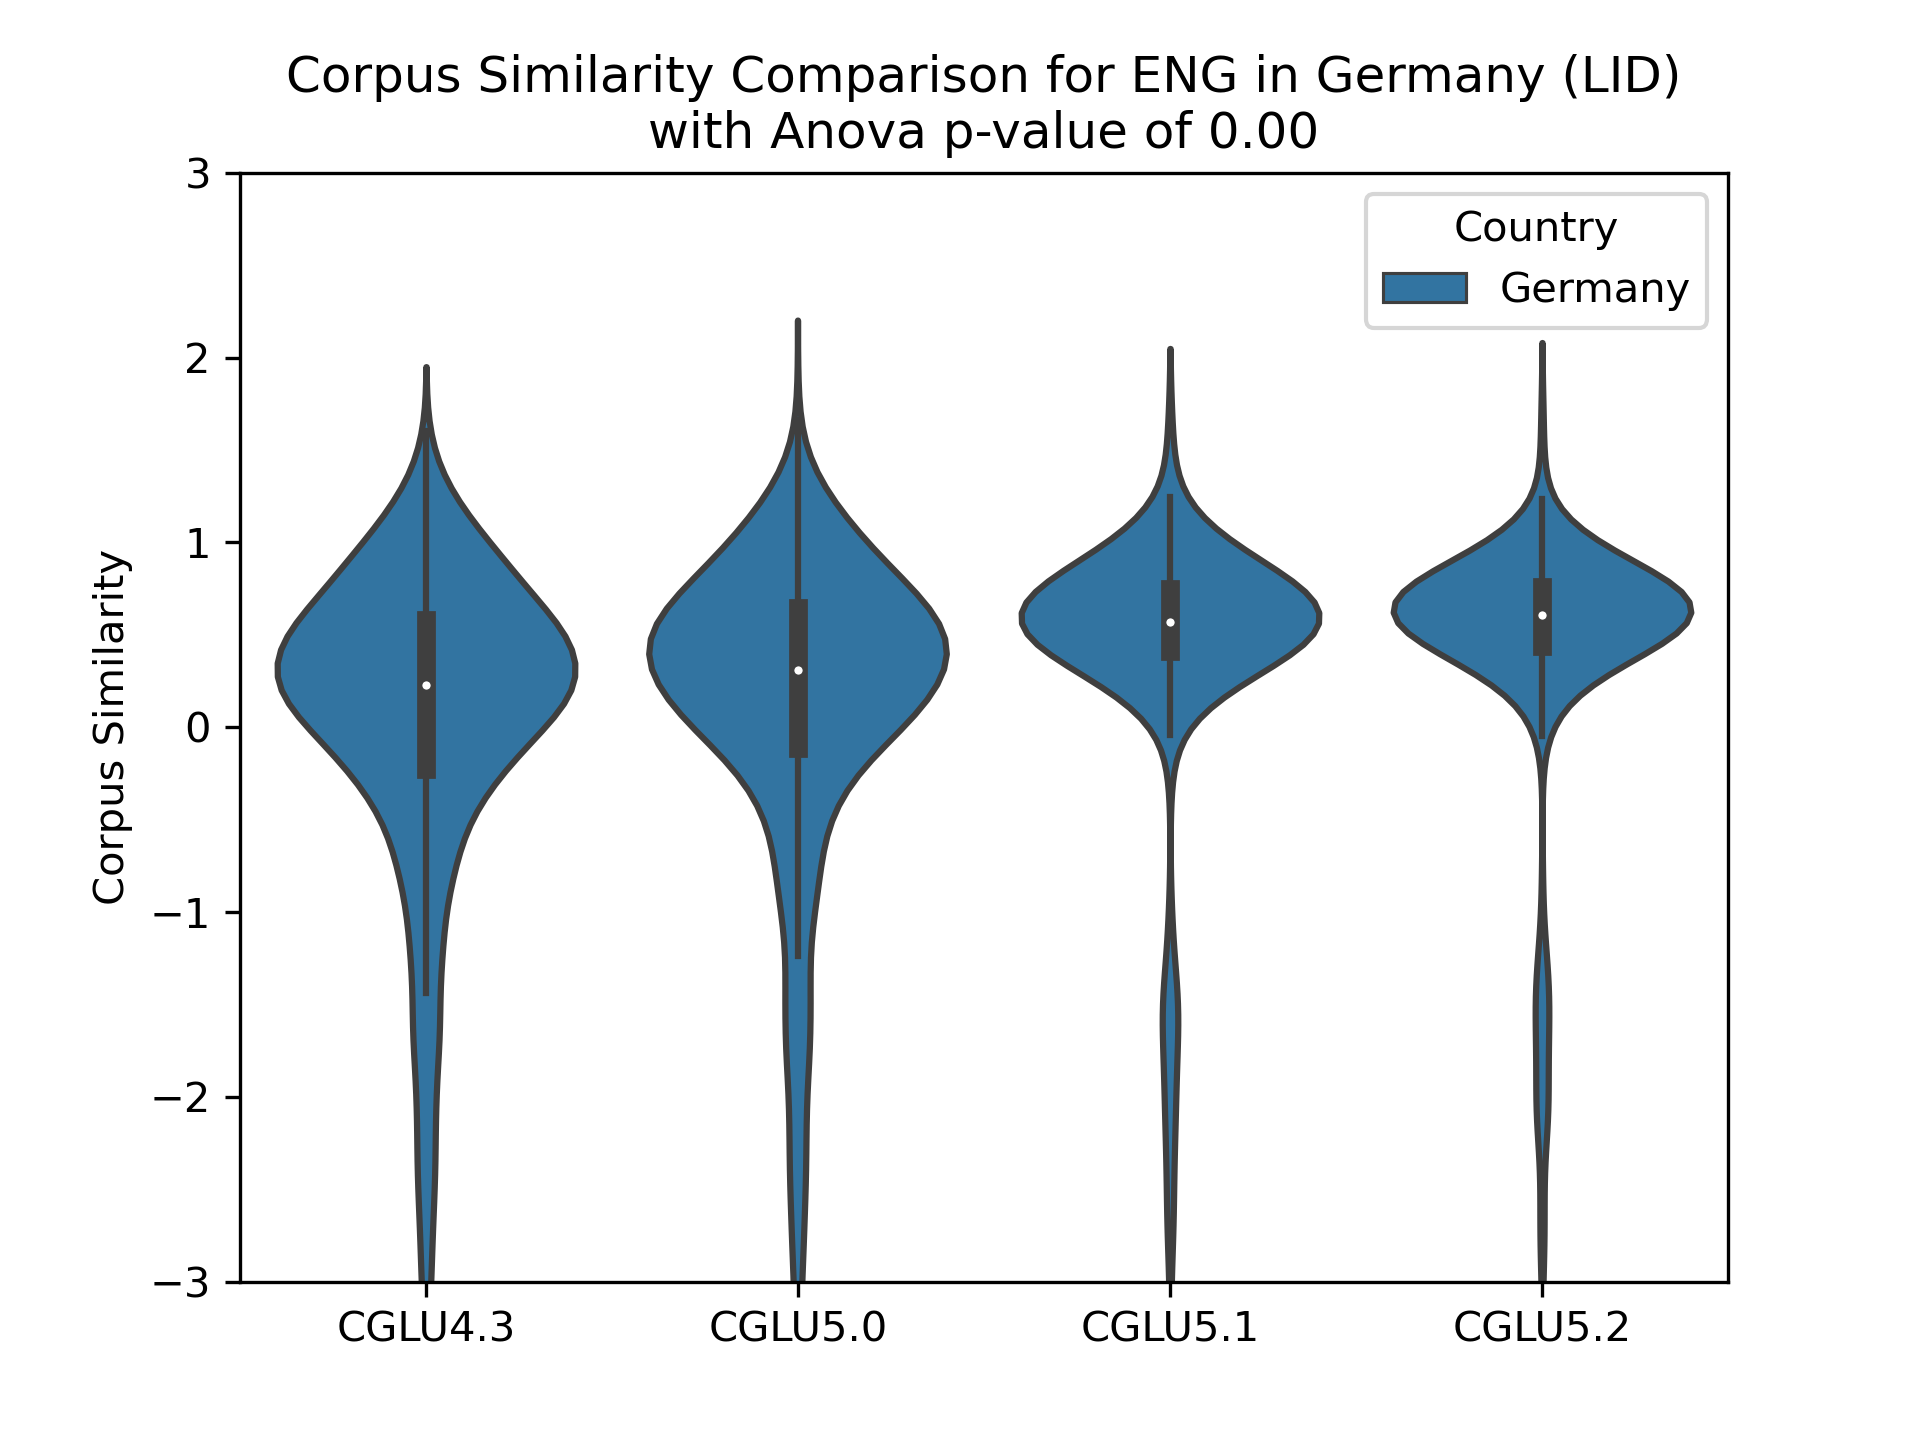 Corpus Similarity Comparison for ENG in Germany (LID)
with Anova p-value of 0.00
Country
Germany
Corpus Similarity
3
2
1
0
−1
−2
−3
CGLU4.3 CGLU5.0 CGLU5.1 CGLU5.2